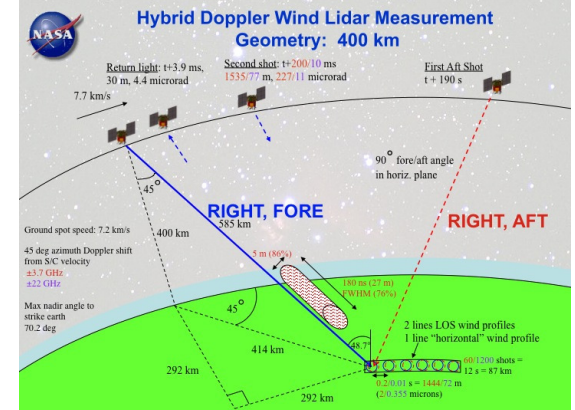 NASA
Hybrid Doppler Wind Lidar Measurement
Geometry: 400 km
Return light: t+3.9 ms,
30 m, 4.4 microrad
Second shot: t+200/10 ms
1535/77 m, 227/11 microrad
First Aft Shot
t + 190 s
7.7 km/s
90° fore/aft angle
in horiz. plane
45°
RIGHT, FORE
RIGHT, AFT
585 km
400 km
Ground spot speed: 7.2 km/s
45 deg azimuth Doppler shift
from S/C velocity
±3.7 GHz
±22 GHz
5 m (86%)
180 ns (27 m)
FWHM (76%)
Max nadir angle to
strike earth
70.2 deg
45°
2 lines LOS wind profiles
1 line "horizontal" wind profile
414 km
48.7°
60/1200 shots =
12 s = 87 km
292 km
0.2/0.01 s = 1444/72 m
(2/0.355 microns)
292 km